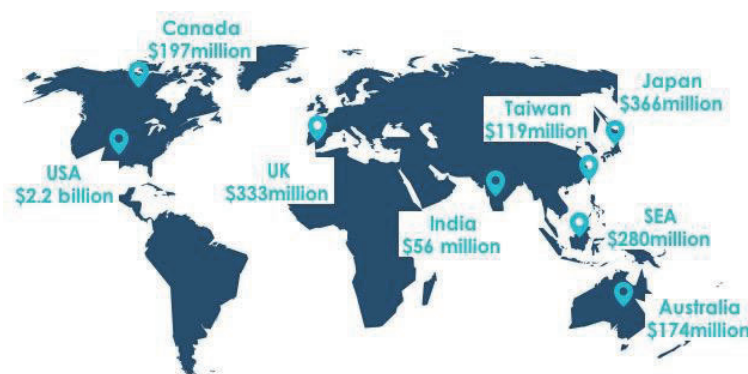 Canada
$197million
Japan
$366million
Taiwan
$119million
USA
$2.2 billion
UK
$333million
India
$56 million
SEA
$280million
Australia
$174million